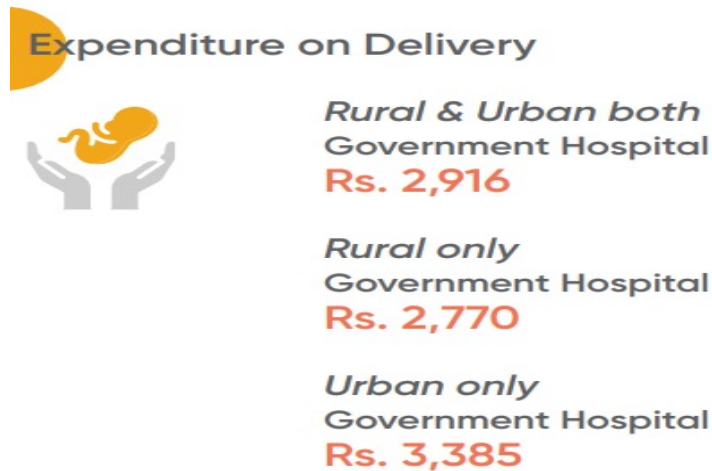 Expenditure on Delivery
Rural & Urban both
Government Hospital
Rs. 2,916
Rural only
Government Hospital
Rs. 2,770
Urban only
Government Hospital
Rs. 3,385